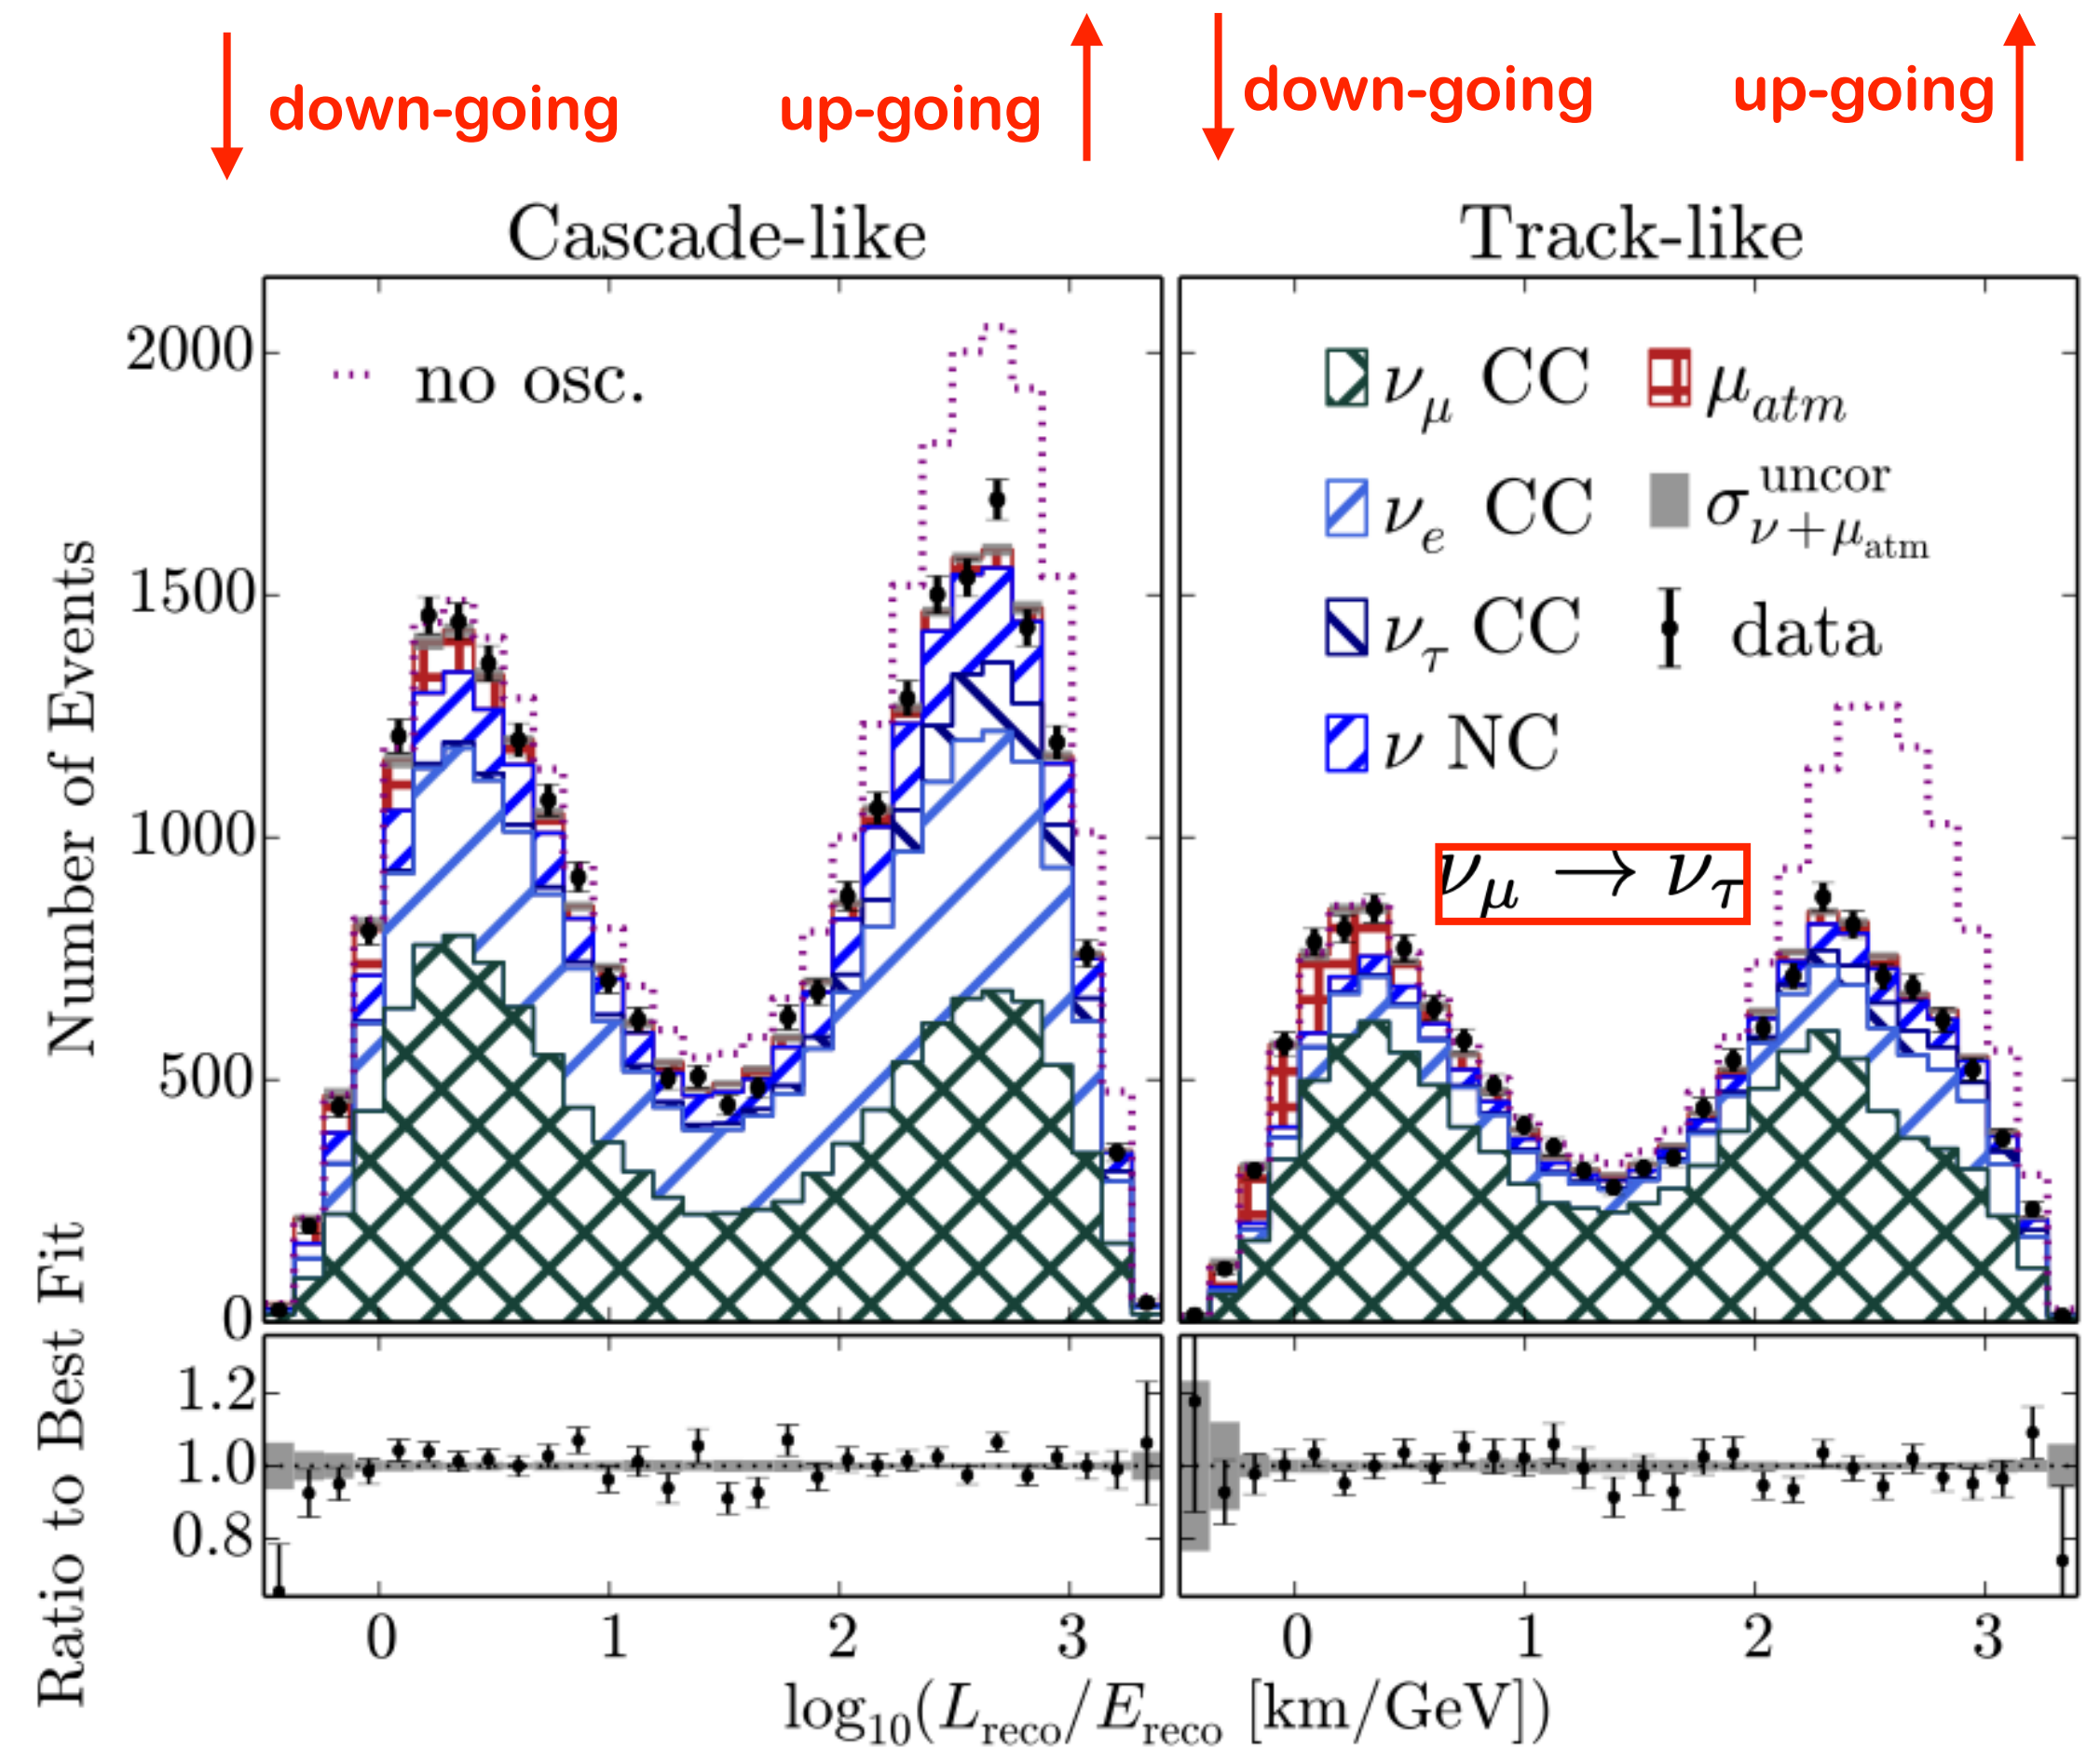 down-going up-going down-going up-going
Cascade-like Track-like
no osc.
ν_μ CC μ_atm
ν_e CC σ^uncor_ν+μ_atm
ν_τ CC data
ν NC
ν_μ → ν_τ
Number of Events
2000
1500
1000
500
0
Ratio to Best Fit
1.2
1.0
0.8
0 1 2 3 0 1 2 3
log₁₀(L_reco/E_reco [km/GeV])